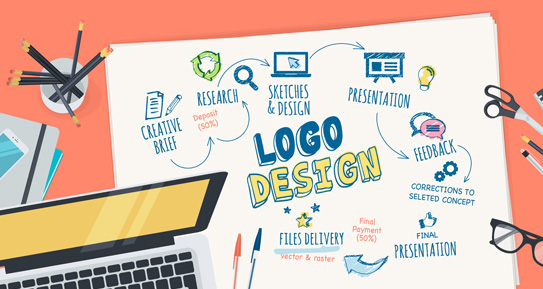 CREATIVE
BRIEF
Deposit
(50%)
RESEARCH
SKETCHES
& DESIGN
PRESENTATION
FEEDBACK
CORRECTIONS TO
SELETED CONCEPT
FINAL
PRESENTATION
Final
Payment
(50%)
FILES DELIVERY
vector & raster
LOGO
DESIGN